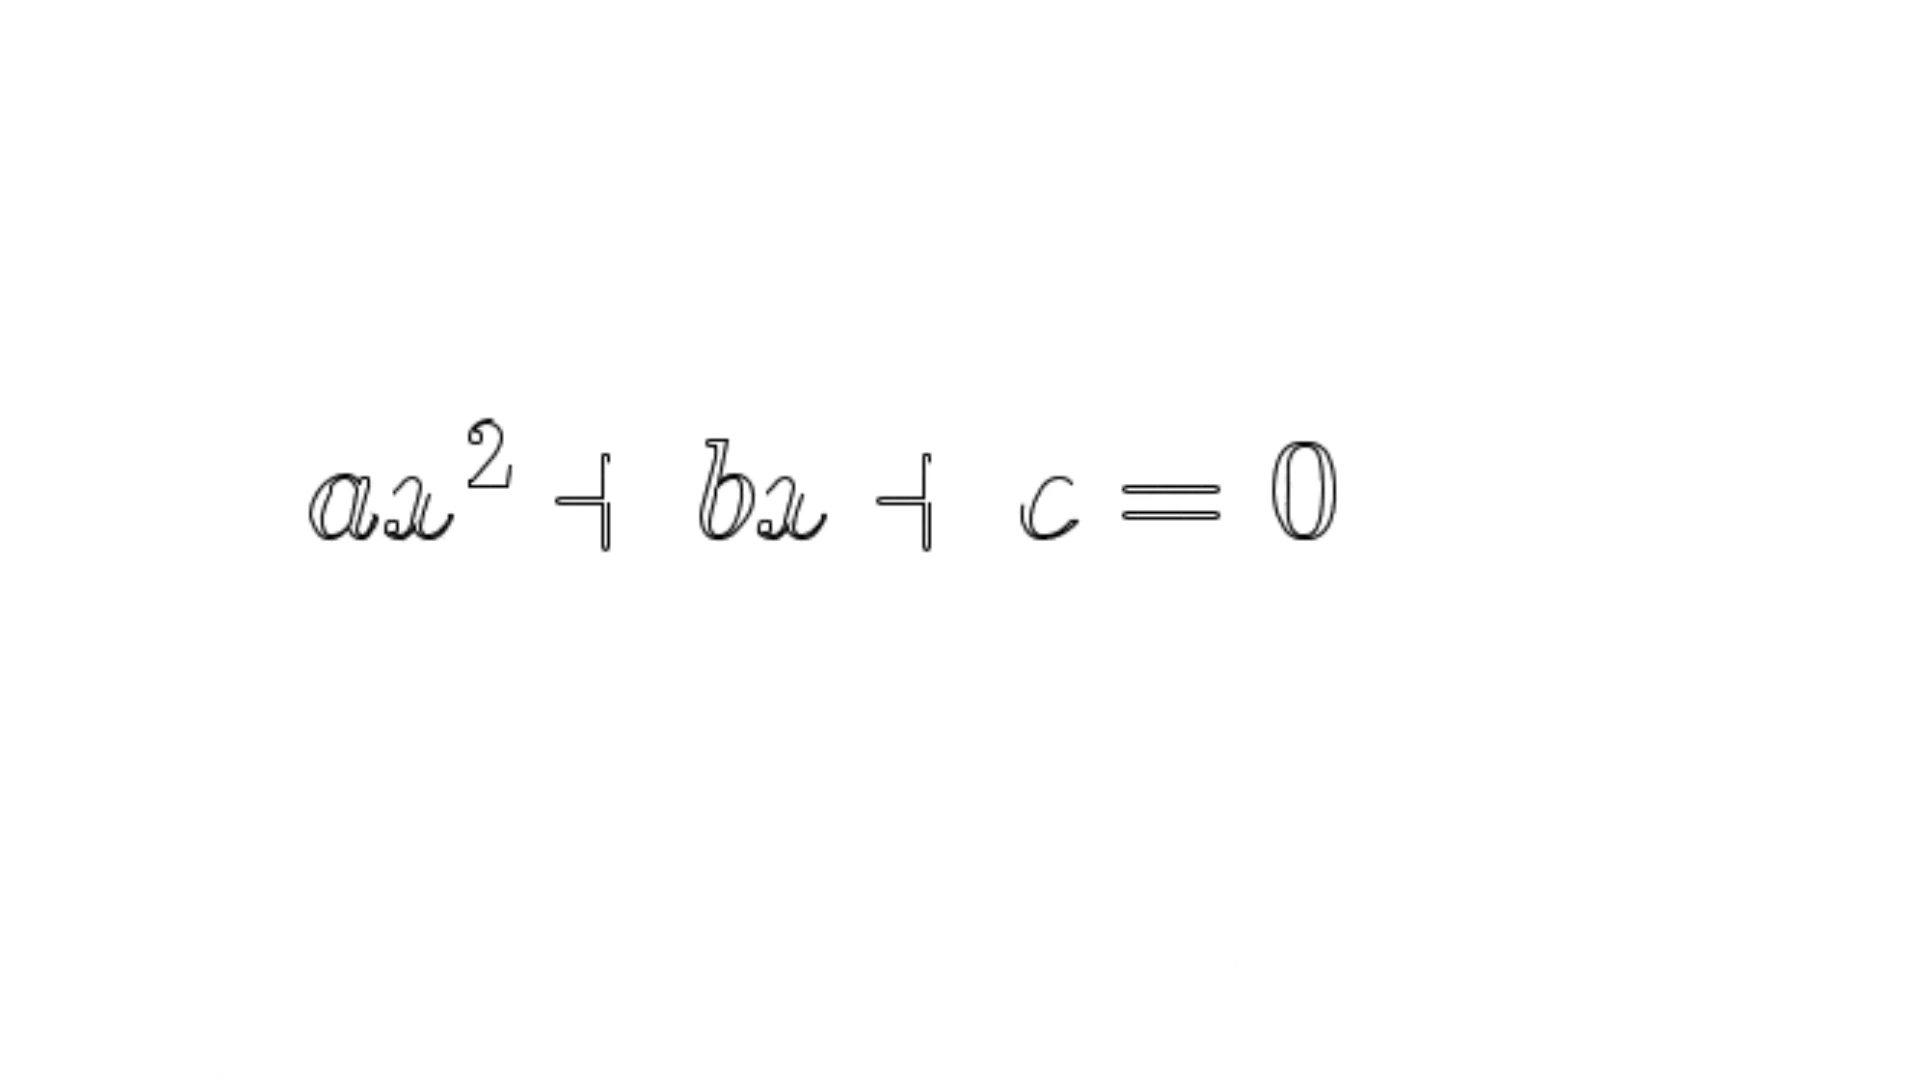 ax² + bx + c = 0